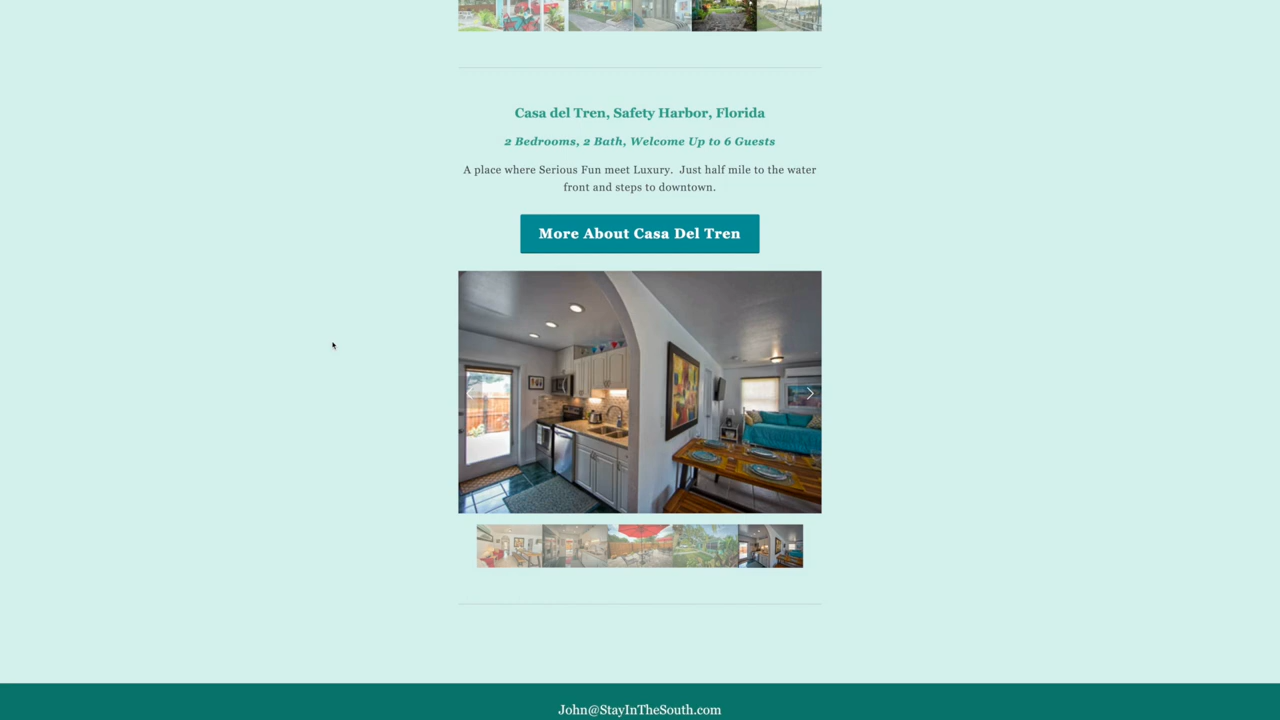 Casa del Tren, Safety Harbor, Florida
2 Bedrooms, 2 Bath, Welcome Up to 6 Guests
A place where Serious Fun meet Luxury.  Just half mile to the water
front and steps to downtown.
More About Casa Del Tren
John@StayInTheSouth.com